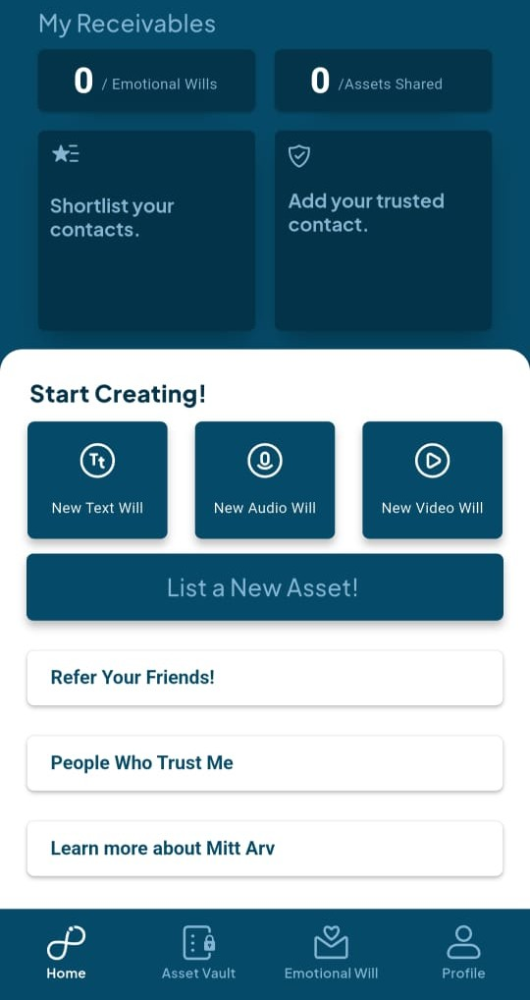 My Receivables
0 / Emotional Wills
0 /Assets Shared
Shortlist your
contacts.
Add your trusted
contact.
Start Creating!
Tt
New Text Will
New Audio Will
New Video Will
List a New Asset!
Refer Your Friends!
People Who Trust Me
Learn more about Mitt Arv
Home
Asset Vault
Emotional Will
Profile